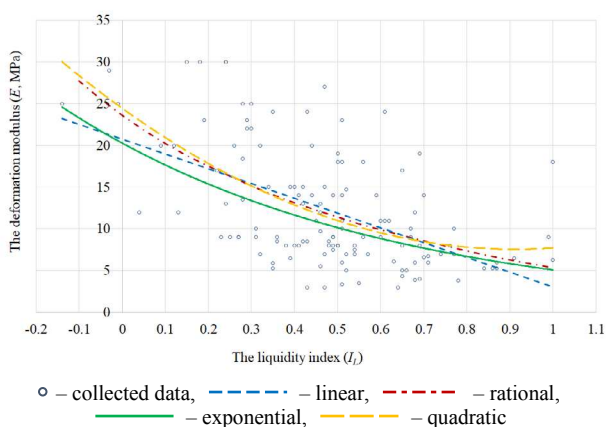 The deformation modulus (E, MPa)
35
30
25
20
15
10
5
0
-0.2 -0.1 0 0.1 0.2 0.3 0.4 0.5 0.6 0.7 0.8 0.9 1 1.1
The liquidity index (I_L)
– collected data, – linear, – rational,
– exponential, – quadratic